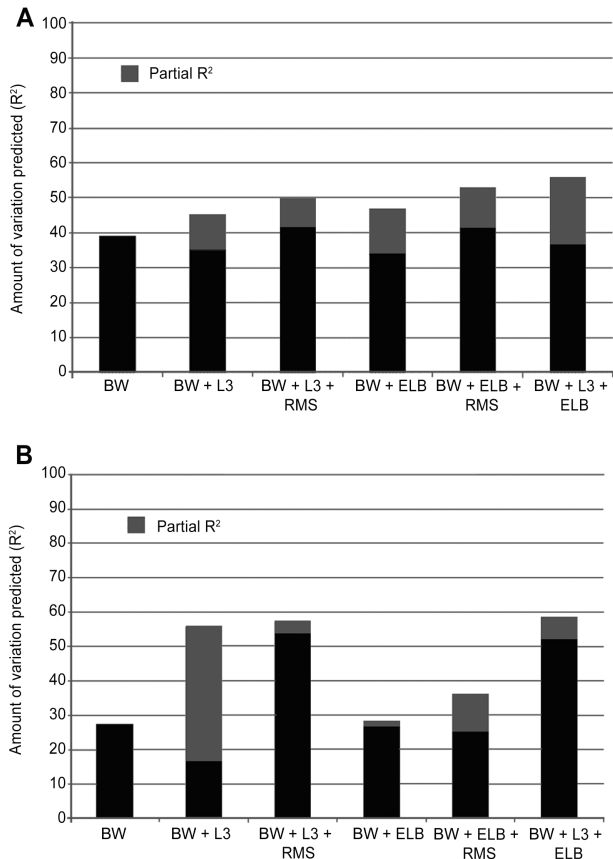 A
100
90
80
70
60
50
40
30
20
10
0
Amount of variation predicted (R²)
Partial R²
BW
BW + L3
BW + L3 +
RMS
BW + ELB
BW + ELB +
RMS
BW + L3 +
ELB
B
100
90
80
70
60
50
40
30
20
10
0
Amount of variation predicted (R²)
Partial R²
BW
BW + L3
BW + L3 +
RMS
BW + ELB
BW + ELB +
RMS
BW + L3 +
ELB